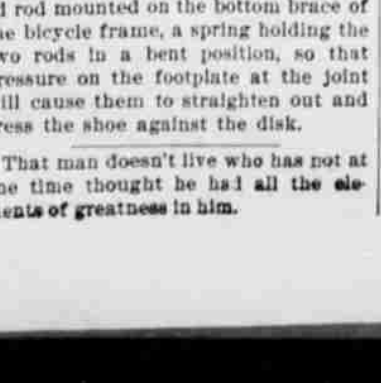 d rod mounted on the bottom brace of
he bicycle frame, a spring holding the
wo rods in a bent position, so that
ressure on the footplate at the joint
ill cause them to straighten out and
ress the shoe against the disk.
That man doesn't live who has not at
ne time thought he had all the ele-
ents of greatness in him.